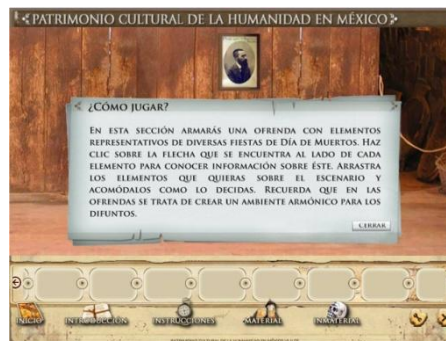 PATRIMONIO CULTURAL DE LA HUMANIDAD EN MÉXICO
¿CÓMO JUGAR?
EN ESTA SECCIÓN ARMARÁS UNA OFRENDA CON ELEMENTOS
REPRESENTATIVOS DE DIVERSAS FIESTAS DE DÍA DE MUERTOS. HAZ
CLIC SOBRE LA FLECHA QUE SE ENCUENTRA AL LADO DE CADA
ELEMENTO PARA CONOCER INFORMACIÓN SOBRE ÉSTE. ARRASTRA
LOS ELEMENTOS QUE QUIERAS SOBRE EL ESCENARIO Y
ACOMÓDALOS COMO LO DECIDAS. RECUERDA QUE EN LAS
OFRENDAS SE TRATA DE CREAR UN AMBIENTE ARMÓNICO PARA LOS
DIFUNTOS.
CERRAR
INICIO INTRODUCCIÓN INSTRUCCIONES MATERIAL INMATERIAL